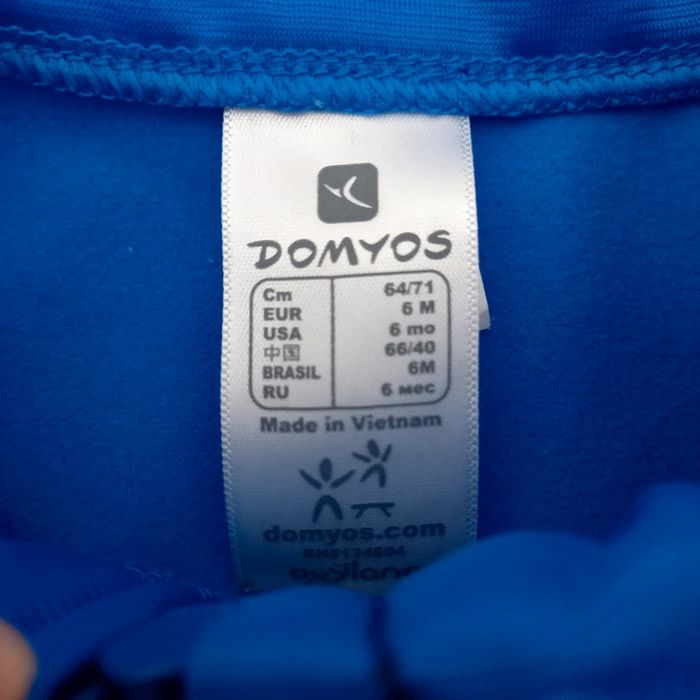 DOMYOS
Cm 64/71
EUR 6 M
USA 6 mo
中国 66/40
BRASIL 6M
RU 6 мес
Made in Vietnam
domyos.com